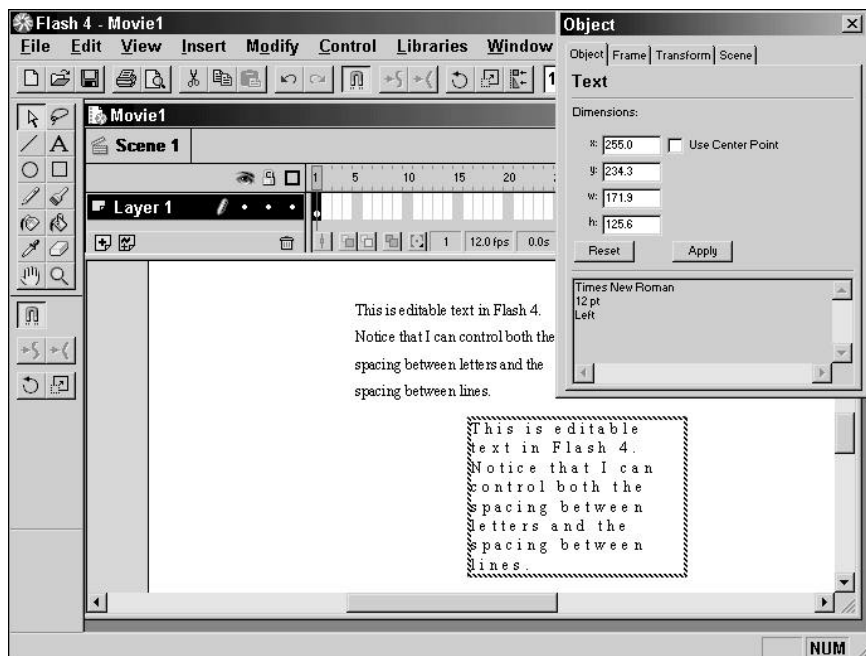 Flash 4 - Movie1
File Edit View Insert Modify Control Libraries Window
Movie1
Scene 1
1 5 10 15 20
Layer 1
1 12.0 fps 0.0s
This is editable text in Flash 4.
Notice that I can control both the
spacing between letters and the
spacing between lines.
This is editable
text in Flash 4.
Notice that I can
control both the
spacing between
letters and the
spacing between
lines.
Object
Object Frame Transform Scene
Text
Dimensions:
x: 255.0 Use Center Point
y: 234.3
w: 171.9
h: 125.6
Reset Apply
Times New Roman
12 pt
Left
NUM